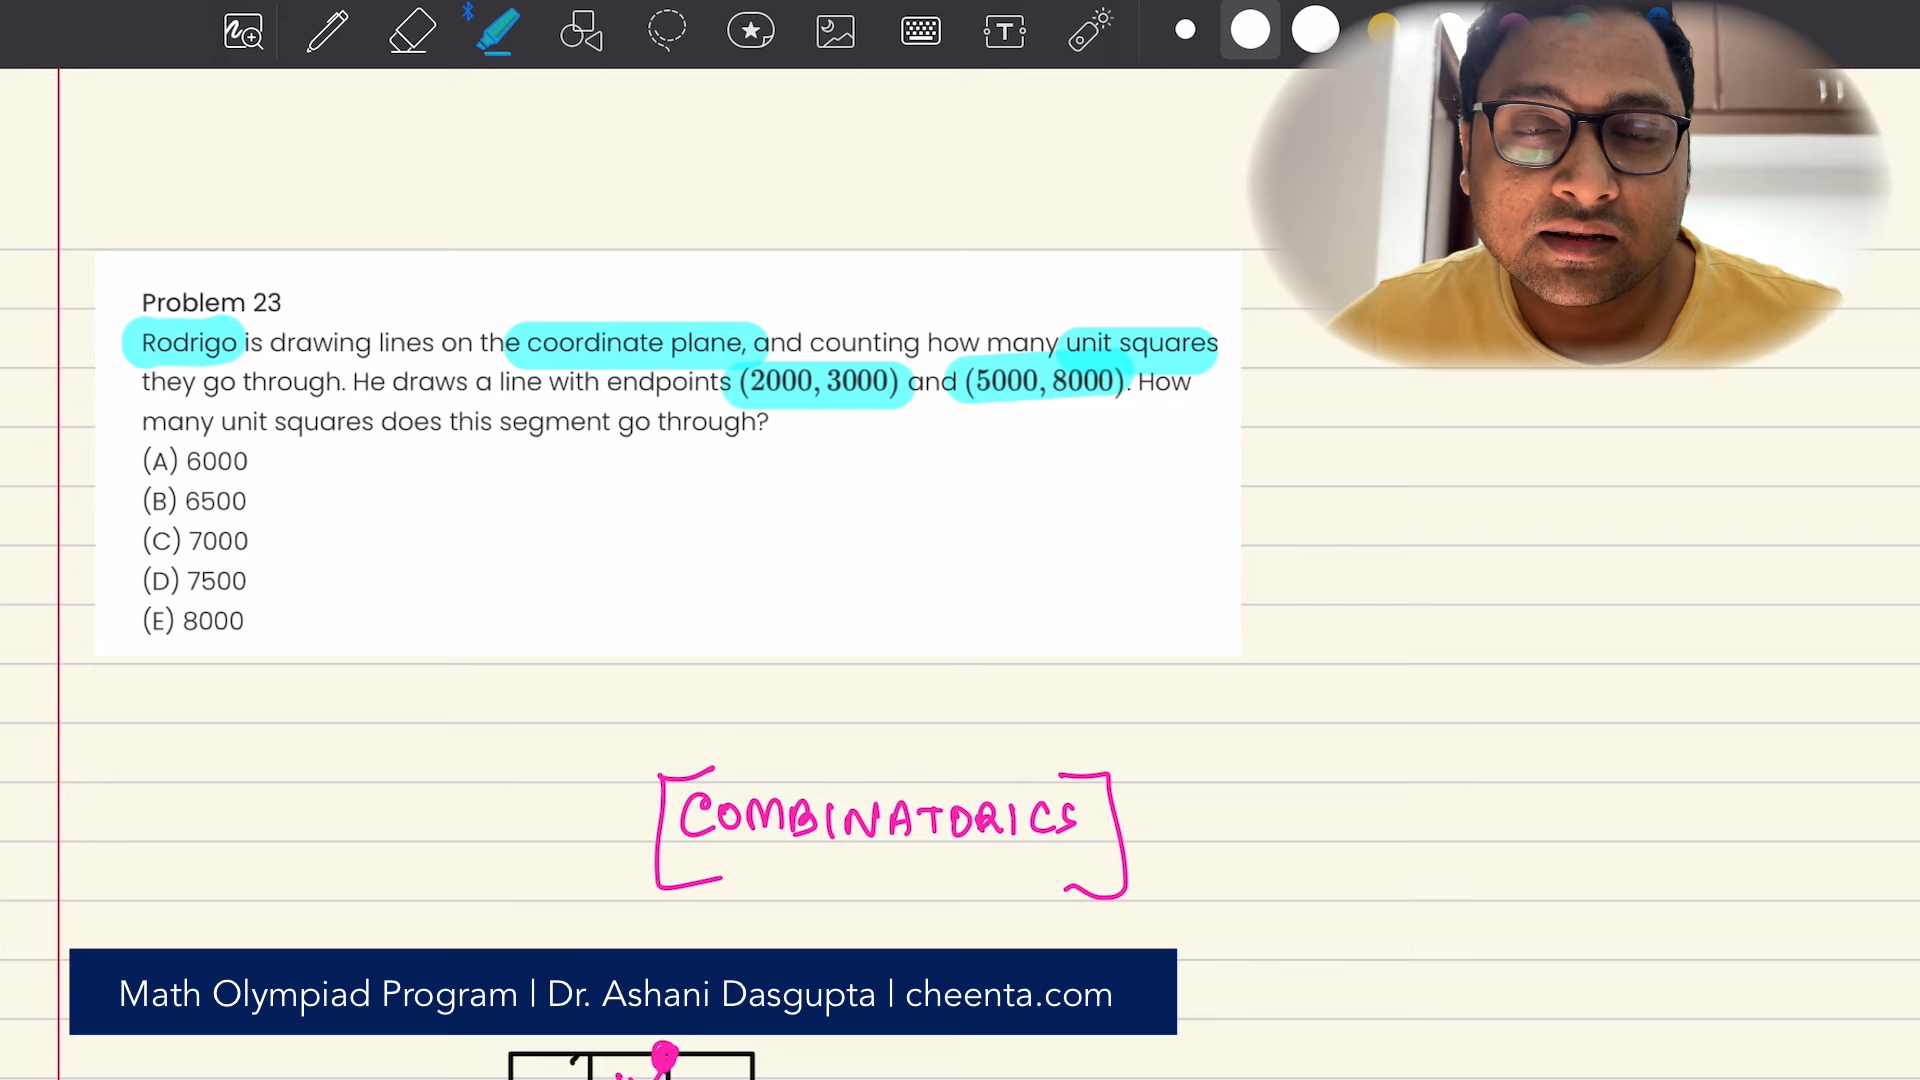 Problem 23
Rodrigo is drawing lines on the coordinate plane, and counting how many unit squares
they go through. He draws a line with endpoints (2000, 3000) and (5000, 8000). How
many unit squares does this segment go through?
(A) 6000
(B) 6500
(C) 7000
(D) 7500
(E) 8000
COMBINATORICS
Math Olympiad Program | Dr. Ashani Dasgupta | cheenta.com